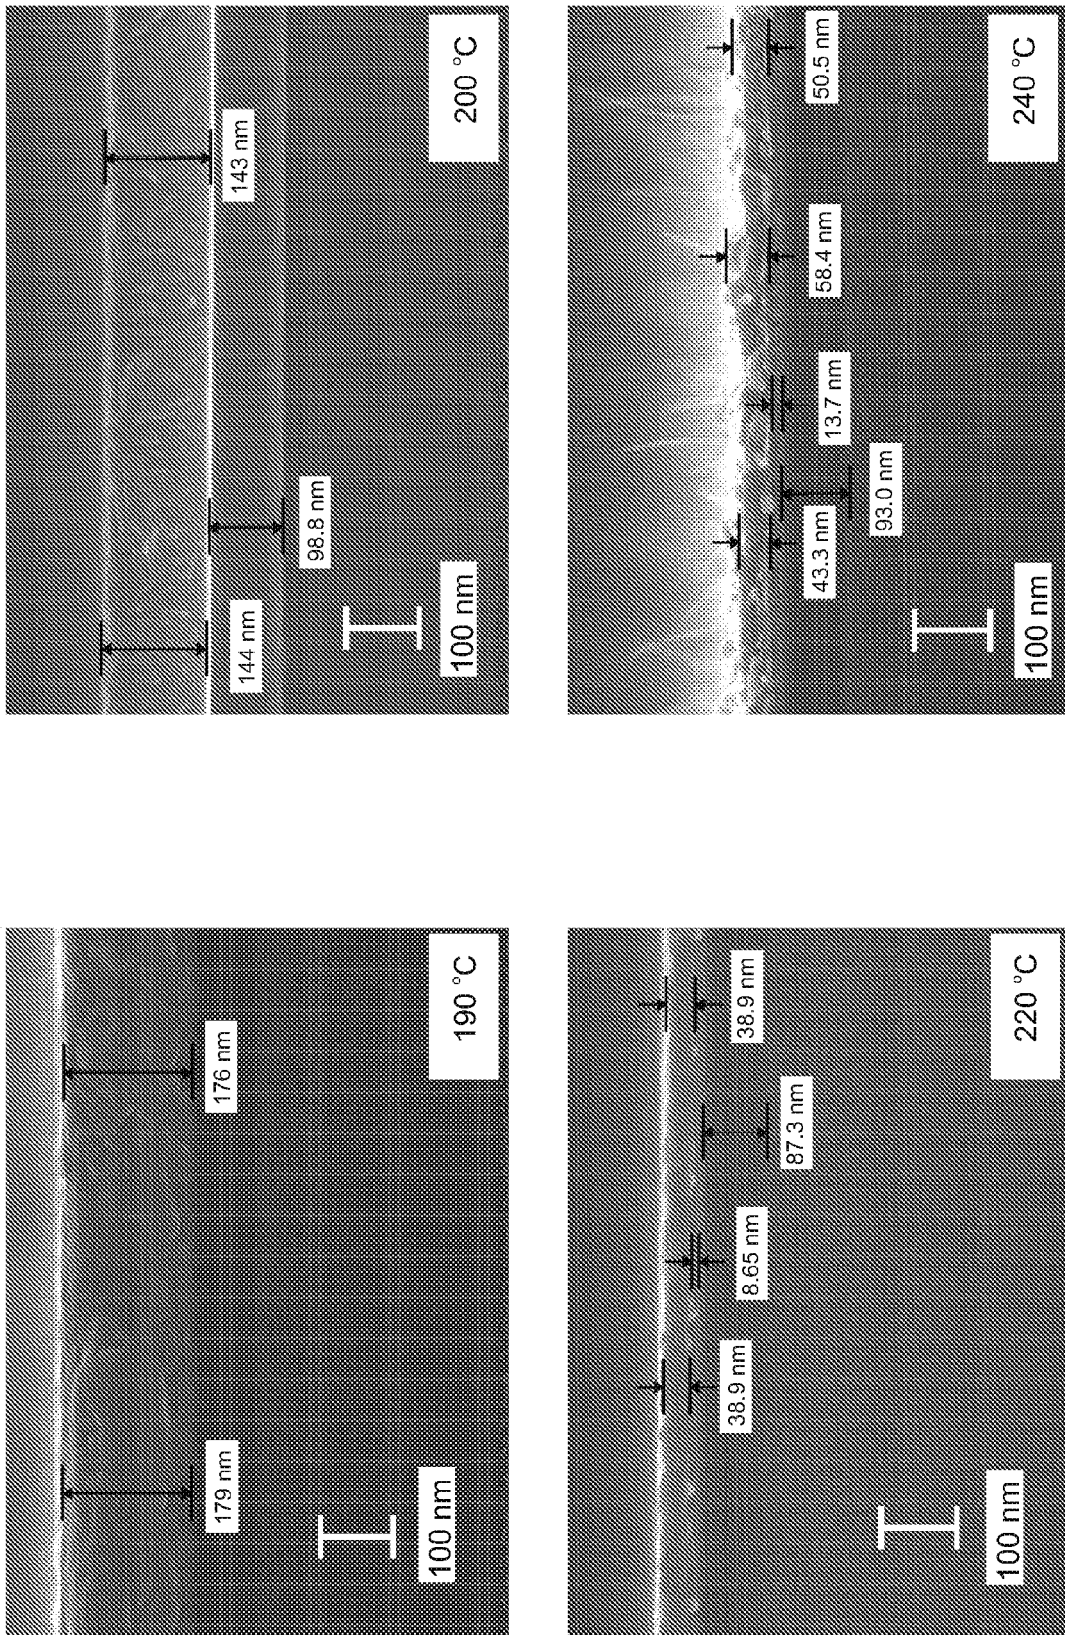 179 nm
176 nm
100 nm
190 °C
144 nm
98.8 nm
143 nm
100 nm
200 °C
38.9 nm
8.65 nm
87.3 nm
38.9 nm
100 nm
220 °C
43.3 nm
93.0 nm
13.7 nm
58.4 nm
50.5 nm
100 nm
240 °C